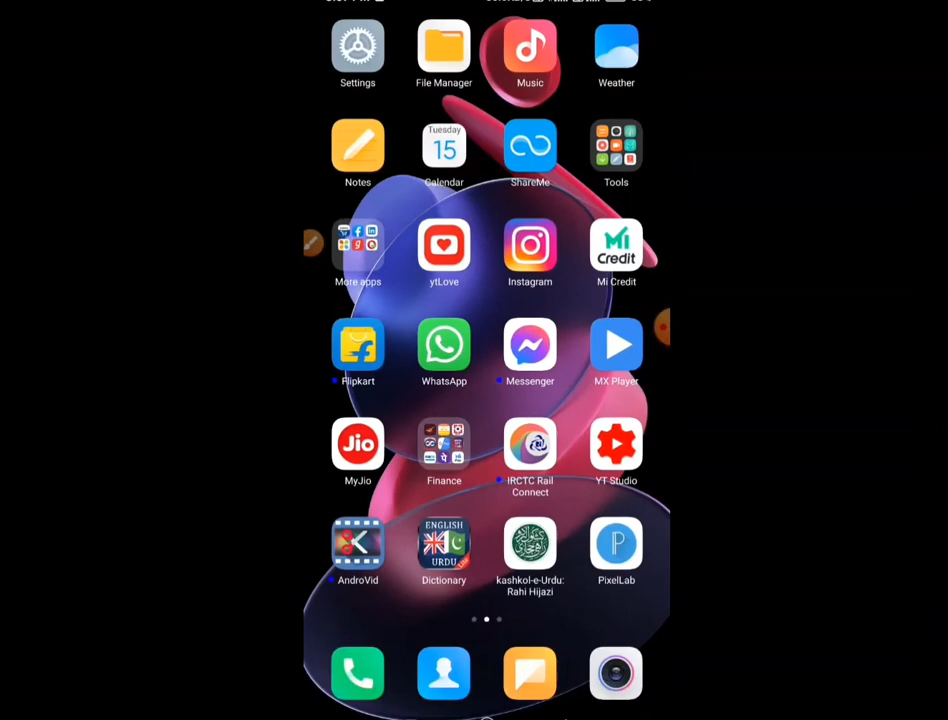 Settings
File Manager
Music
Weather
Tuesday
15
Notes
Calendar
ShareMe
Tools
Mi
Credit
More apps
ytLove
Instagram
Mi Credit
Flipkart
WhatsApp
Messenger
MX Player
Jio
MyJio
Finance
IRCTC Rail
Connect
YT Studio
ENGLISH
URDU
Lite
P
AndroVid
Dictionary
kashkol-e-Urdu:
Rahi Hijazi
PixelLab